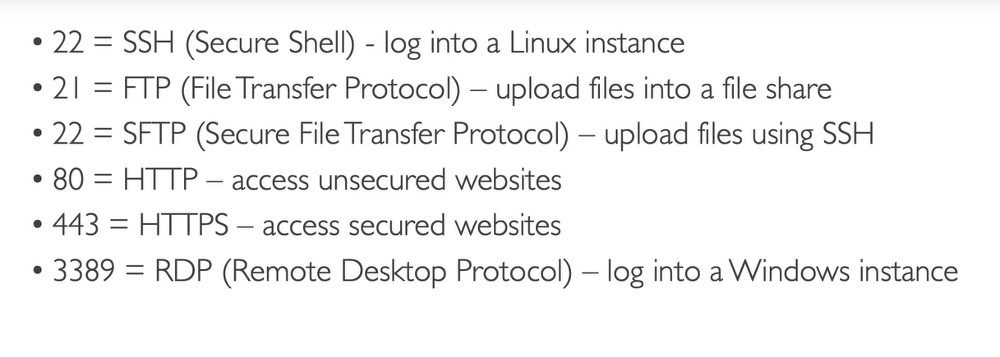 • 22 = SSH (Secure Shell) - log into a Linux instance
• 21 = FTP (File Transfer Protocol) – upload files into a file share
• 22 = SFTP (Secure File Transfer Protocol) – upload files using SSH
• 80 = HTTP – access unsecured websites
• 443 = HTTPS – access secured websites
• 3389 = RDP (Remote Desktop Protocol) – log into a Windows instance